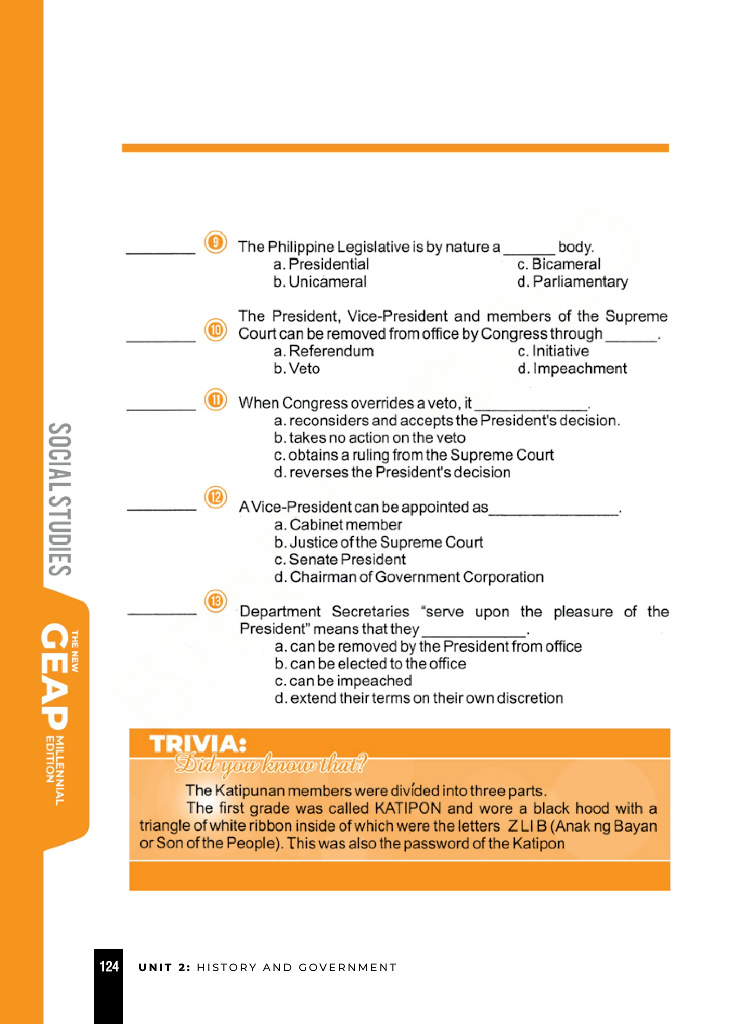 9 The Philippine Legislative is by nature a ______ body.
a. Presidential c. Bicameral
b. Unicameral d. Parliamentary
The President, Vice-President and members of the Supreme
10 Court can be removed from office by Congress through ______.
a. Referendum c. Initiative
b. Veto d. Impeachment
11 When Congress overrides a veto, it _____________.
a. reconsiders and accepts the President's decision.
b. takes no action on the veto
c. obtains a ruling from the Supreme Court
d. reverses the President's decision
12 A Vice-President can be appointed as_______________.
a. Cabinet member
b. Justice of the Supreme Court
c. Senate President
d. Chairman of Government Corporation
13 Department Secretaries "serve upon the pleasure of the
President" means that they ____________.
a. can be removed by the President from office
b. can be elected to the office
c. can be impeached
d. extend their terms on their own discretion
TRIVIA:
Did you know that?
The Katipunan members were divided into three parts.
The first grade was called KATIPON and wore a black hood with a
triangle of white ribbon inside of which were the letters Z LI B (Anak ng Bayan
or Son of the People). This was also the password of the Katipon
SOCIAL STUDIES
THE NEW
GEAP
MILLENNIAL
EDITION
124 UNIT 2: HISTORY AND GOVERNMENT